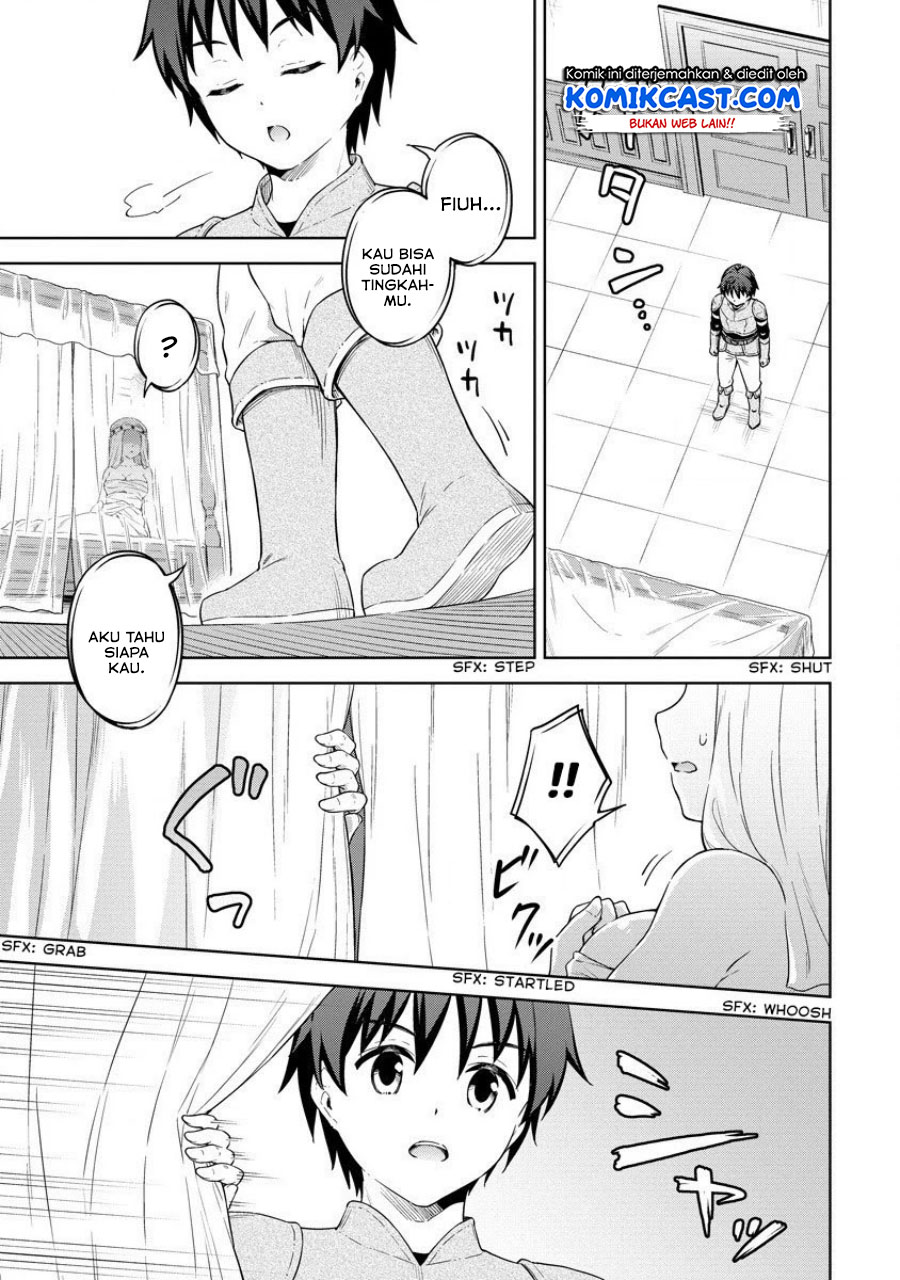 Komik ini diterjemahkan & diedit oleh
KOMIKCAST.COM
BUKAN WEB LAIN!!
タン
SFX: SHUT
FIUH...
KAU BISA
SUDAHI
TINGKAH-
MU.
ツカ
ツカ
?
SFX: STEP
AKU TAHU
SIAPA
KAU.
!!
ビクッ
SFX: STARTLED
ぐっ
SFX: GRAB
SFX: WHOOSH
シャッ